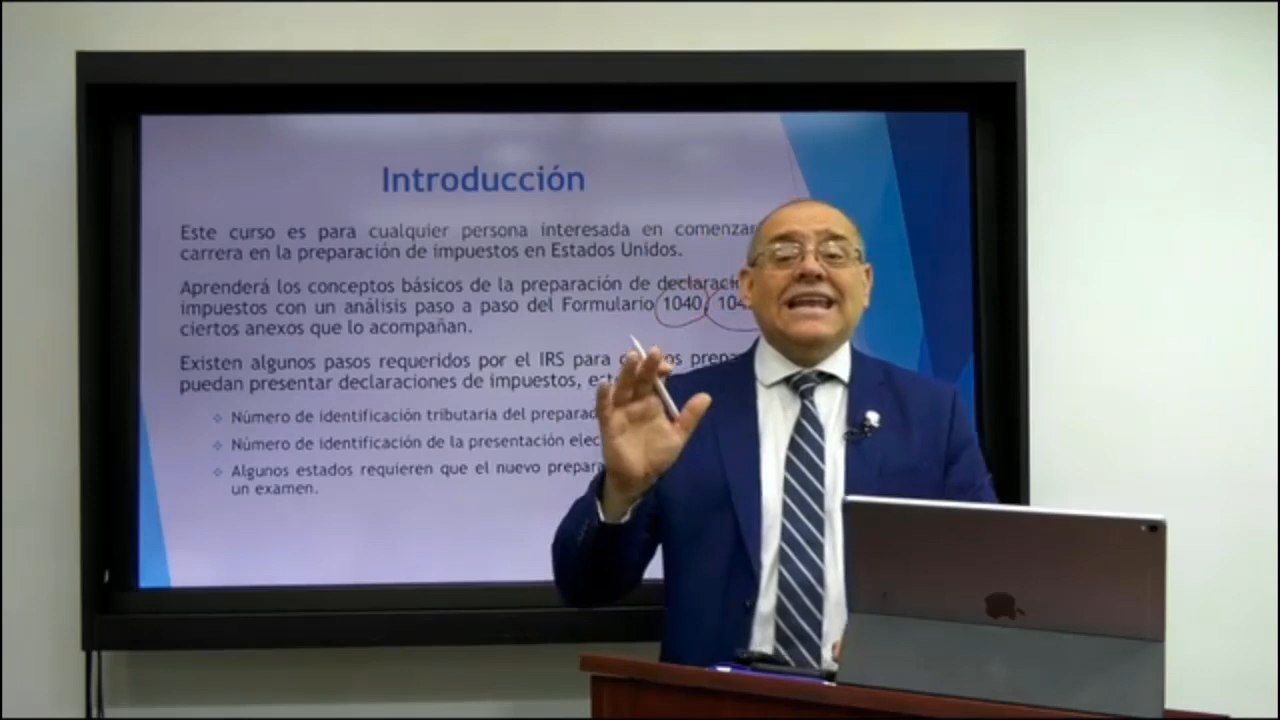 Introducción
Este curso es para cualquier persona interesada en comenzar
carrera en la preparación de impuestos en Estados Unidos.
Aprenderá los conceptos básicos de la preparación de
impuestos con un análisis paso a paso del Formulario 1040,
ciertos anexos que lo acompañan.
Existen algunos pasos requeridos por el IRS para
puedan presentar declaraciones de impuestos,
Número de identificación tributaria del
Número de identificación de la presentación
Algunos estados requieren que el nuevo
un examen.